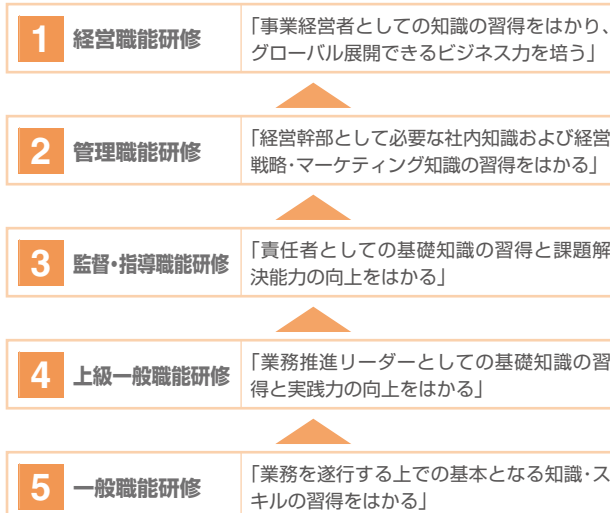 1 経営職能研修
「事業経営者としての知識の習得をはかり、
グローバル展開できるビジネス力を培う」
2 管理職能研修
「経営幹部として必要な社内知識および経営
戦略・マーケティング知識の習得をはかる」
3 監督・指導職能研修
「責任者としての基礎知識の習得と課題解
決能力の向上をはかる」
4 上級一般職能研修
「業務推進リーダーとしての基礎知識の習
得と実践力の向上をはかる」
5 一般職能研修
「業務を遂行する上での基本となる知識・ス
キルの習得をはかる」